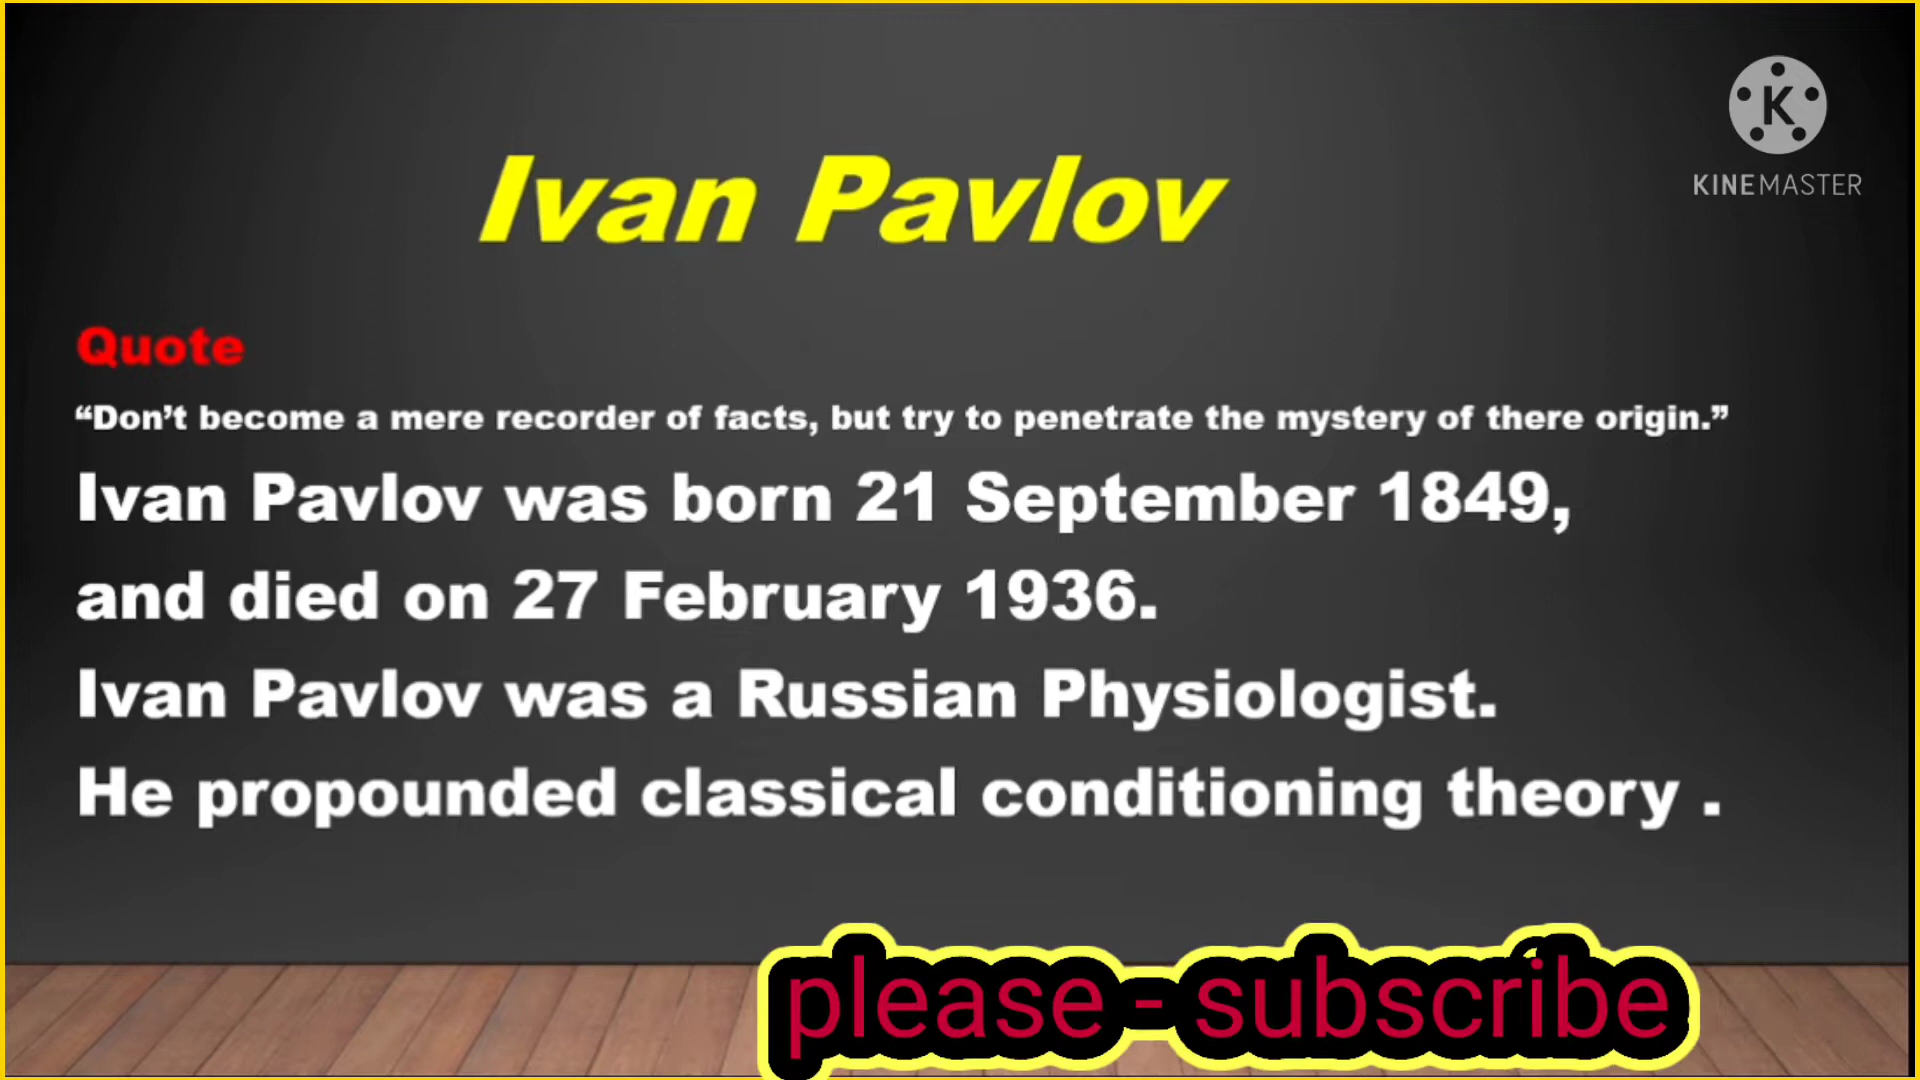 K
KINEMASTER
Ivan Pavlov
Quote
“Don’t become a mere recorder of facts, but try to penetrate the mystery of there origin.”
Ivan Pavlov was born 21 September 1849,
and died on 27 February 1936.
Ivan Pavlov was a Russian Physiologist.
He propounded classical conditioning theory .
please - subscribe